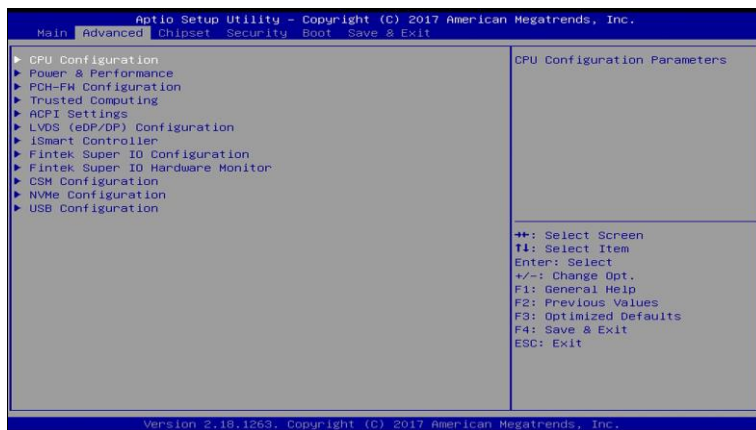 Aptio Setup Utility – Copyright (C) 2017 American Megatrends, Inc.
Main Advanced Chipset Security Boot Save & Exit
▶ CPU Configuration
▶ Power & Performance
▶ PCH-FW Configuration
▶ Trusted Computing
▶ ACPI Settings
▶ LVDS (eDP/DP) Configuration
▶ iSmart Controller
▶ Fintek Super IO Configuration
▶ Fintek Super IO Hardware Monitor
▶ CSM Configuration
▶ NVMe Configuration
▶ USB Configuration
CPU Configuration Parameters
→←: Select Screen
↑↓: Select Item
Enter: Select
+/-: Change Opt.
F1: General Help
F2: Previous Values
F3: Optimized Defaults
F4: Save & Exit
ESC: Exit
Version 2.18.1263. Copyright (C) 2017 American Megatrends, Inc.